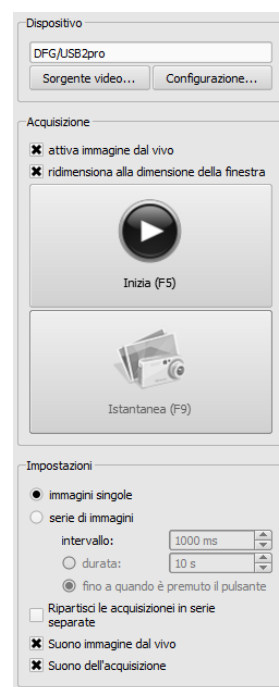 Dispositivo
DFG/USB2pro
Sorgente video... Configurazione...
Acquisizione
attiva immagine dal vivo
ridimensiona alla dimensione della finestra
Inizia (F5)
Istantanea (F9)
Impostazioni
immagini singole
serie di immagini
intervallo: 1000 ms
durata: 10 s
fino a quando è premuto il pulsante
Ripartisci le acquisizionei in serie
separate
Suono immagine dal vivo
Suono dell'acquisizione